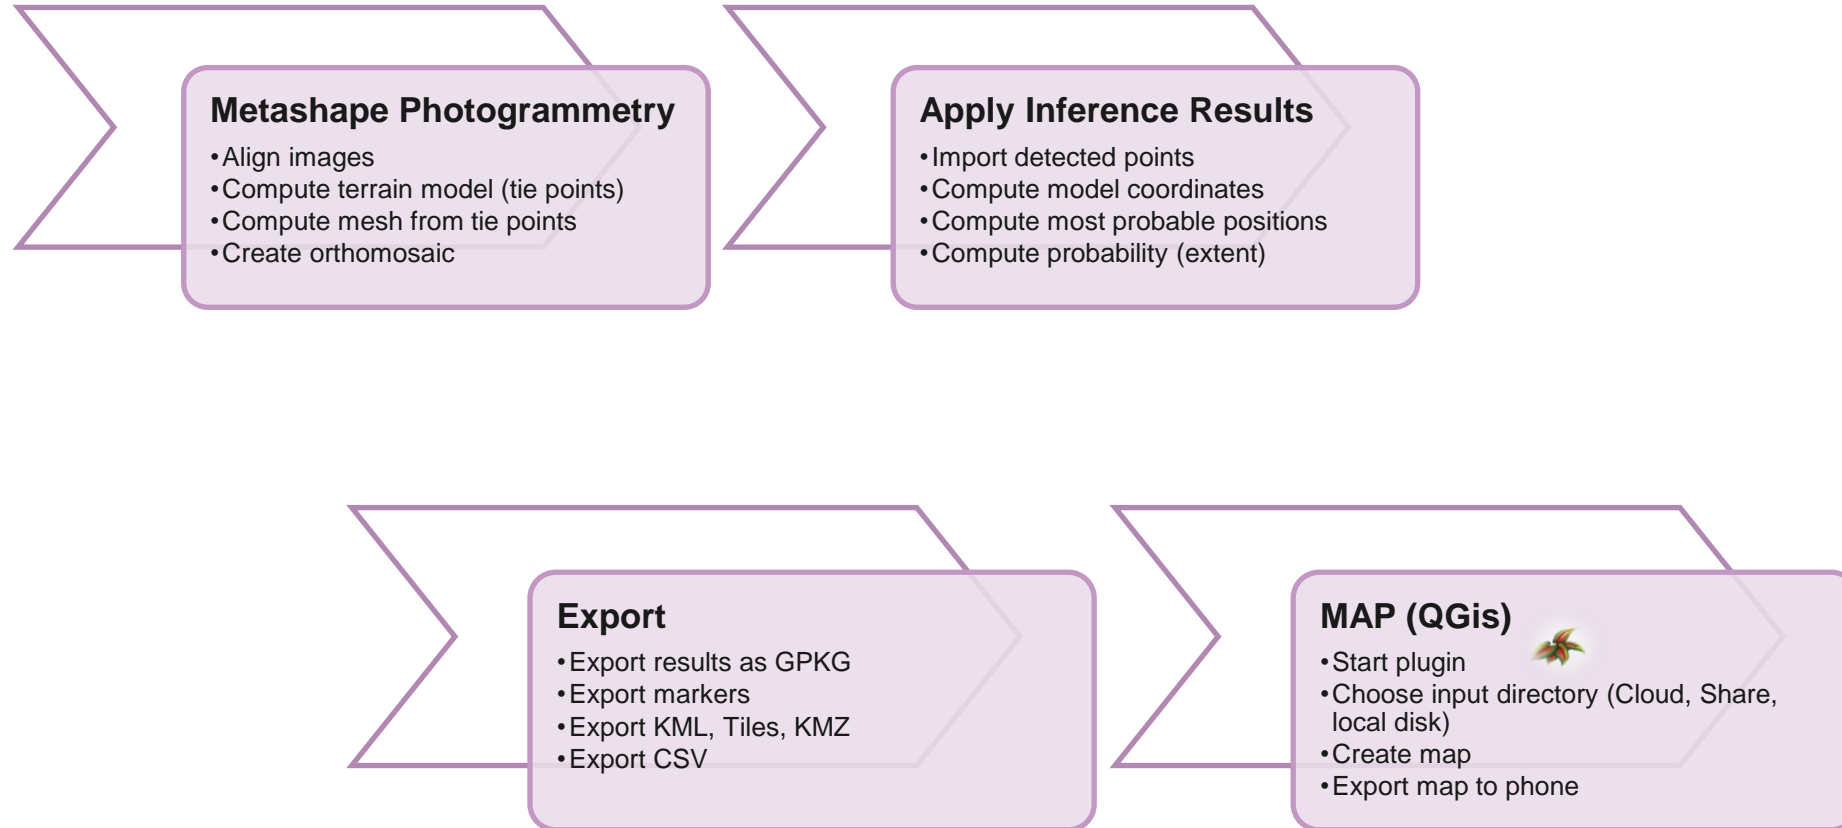 Metashape Photogrammetry
•Align images
•Compute terrain model (tie points)
•Compute mesh from tie points
•Create orthomosaic
Apply Inference Results
•Import detected points
•Compute model coordinates
•Compute most probable positions
•Compute probability (extent)
Export
•Export results as GPKG
•Export markers
•Export KML, Tiles, KMZ
•Export CSV
MAP (QGis)
•Start plugin
•Choose input directory (Cloud, Share,
local disk)
•Create map
•Export map to phone